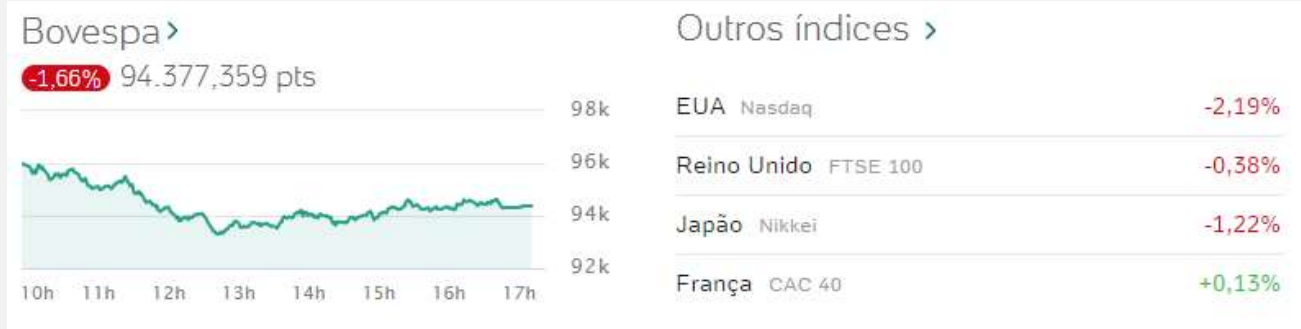 Bovespa >
-1,66% 94.377,359 pts
98k
96k
94k
92k
10h 11h 12h 13h 14h 15h 16h 17h
Outros índices >
EUA Nasdaq -2,19%
Reino Unido FTSE 100 -0,38%
Japão Nikkei -1,22%
França CAC 40 +0,13%